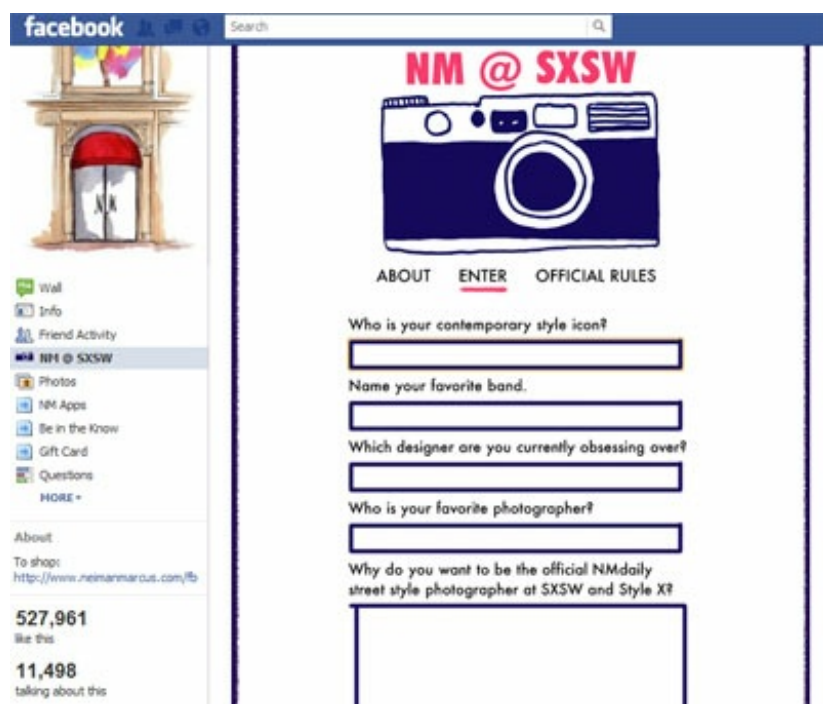 facebook
Search
NM @ SXSW
ABOUT ENTER OFFICIAL RULES
Who is your contemporary style icon?
Name your favorite band.
Which designer are you currently obsessing over?
Who is your favorite photographer?
Why do you want to be the official NMdaily
street style photographer at SXSW and Style X?
Wall
Info
Friend Activity
NM @ SXSW
Photos
NM Apps
Be in the Know
Gift Card
Questions
MORE
About
To shop:
http://www.neimanmarcus.com/fb
527,961
like this
11,498
talking about this